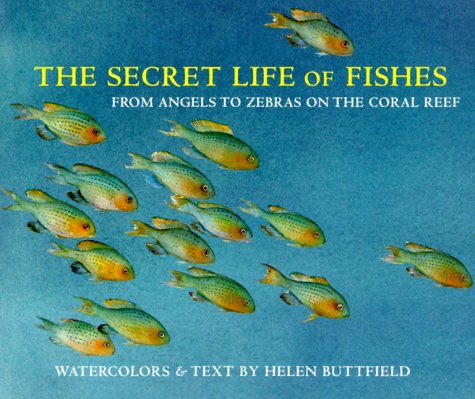 THE SECRET LIFE OF FISHES
FROM ANGELS TO ZEBRAS ON THE CORAL REEF
WATERCOLORS & TEXT BY HELEN BUTTFIELD